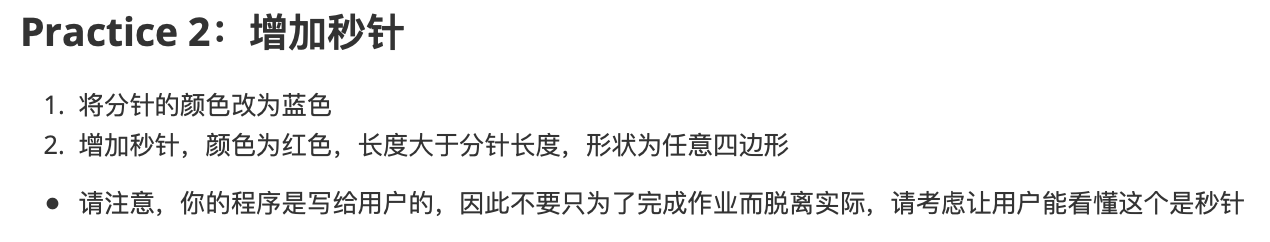 Practice 2：增加秒针
1. 将分针的颜色改为蓝色
2. 增加秒针，颜色为红色，长度大于分针长度，形状为任意四边形
• 请注意，你的程序是写给用户的，因此不要只为了完成作业而脱离实际，请考虑让用户能看懂这个是秒针